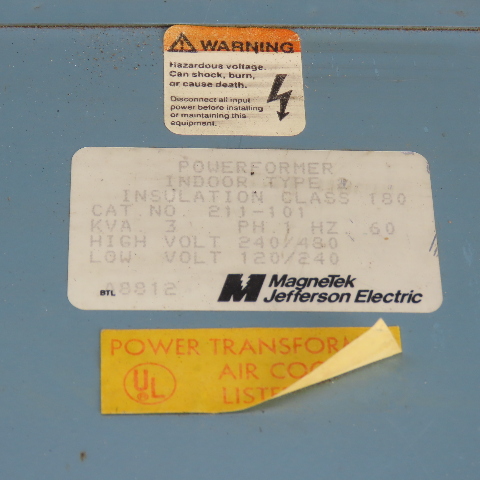 WARNING
Hazardous voltage.
Can shock, burn,
or cause death.
Disconnect all input
power before installing
or maintaining this
equipment.
POWERFORMER
INDOOR TYPE
INSULATION CLASS 180
CAT NO. 211-101
KVA 3 PH 1 HZ 60
HIGH VOLT 240/480
LOW VOLT 120/240
BTL 8812
MagneTek
Jefferson Electric
POWER TRANSFOR
UL AIR COO
LISTE